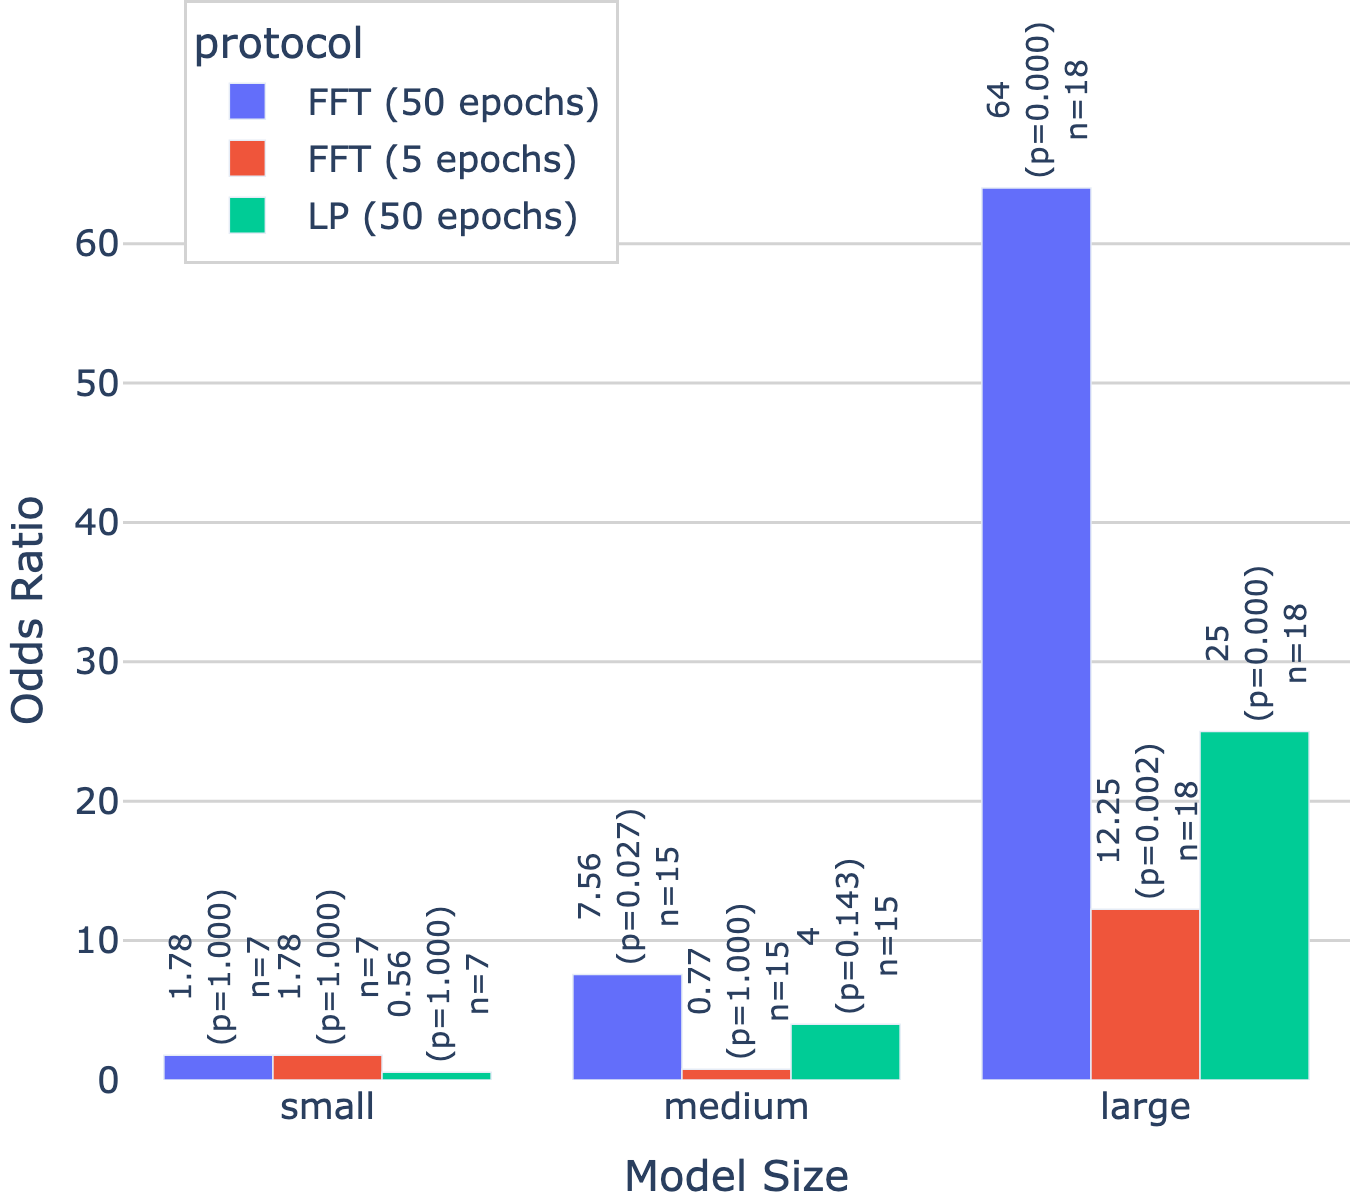 protocol
FFT (50 epochs)
FFT (5 epochs)
LP (50 epochs)
Odds Ratio
60
50
40
30
20
10
0
1.78
(p=1.000)
n=7
1.78
(p=1.000)
n=7
0.56
(p=1.000)
n=7
7.56
(p=0.027)
n=15
0.77
(p=1.000)
n=15
4
(p=0.143)
n=15
64
(p=0.000)
n=18
12.25
(p=0.002)
n=18
25
(p=0.000)
n=18
small
medium
large
Model Size